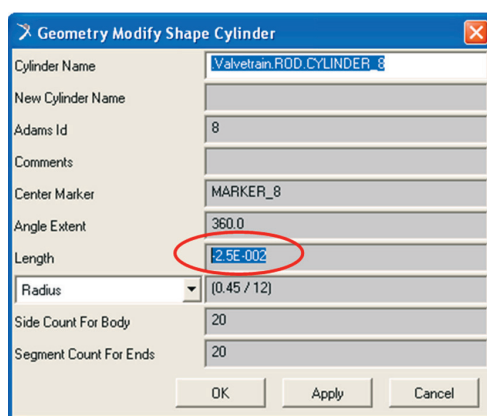 Geometry Modify Shape Cylinder
Cylinder Name .Valvetrain.ROD.CYLINDER_8
New Cylinder Name
Adams Id 8
Comments
Center Marker MARKER_8
Angle Extent 360.0
Length -2.5E-002
Radius (0.45 / 12)
Side Count For Body 20
Segment Count For Ends 20
OK Apply Cancel